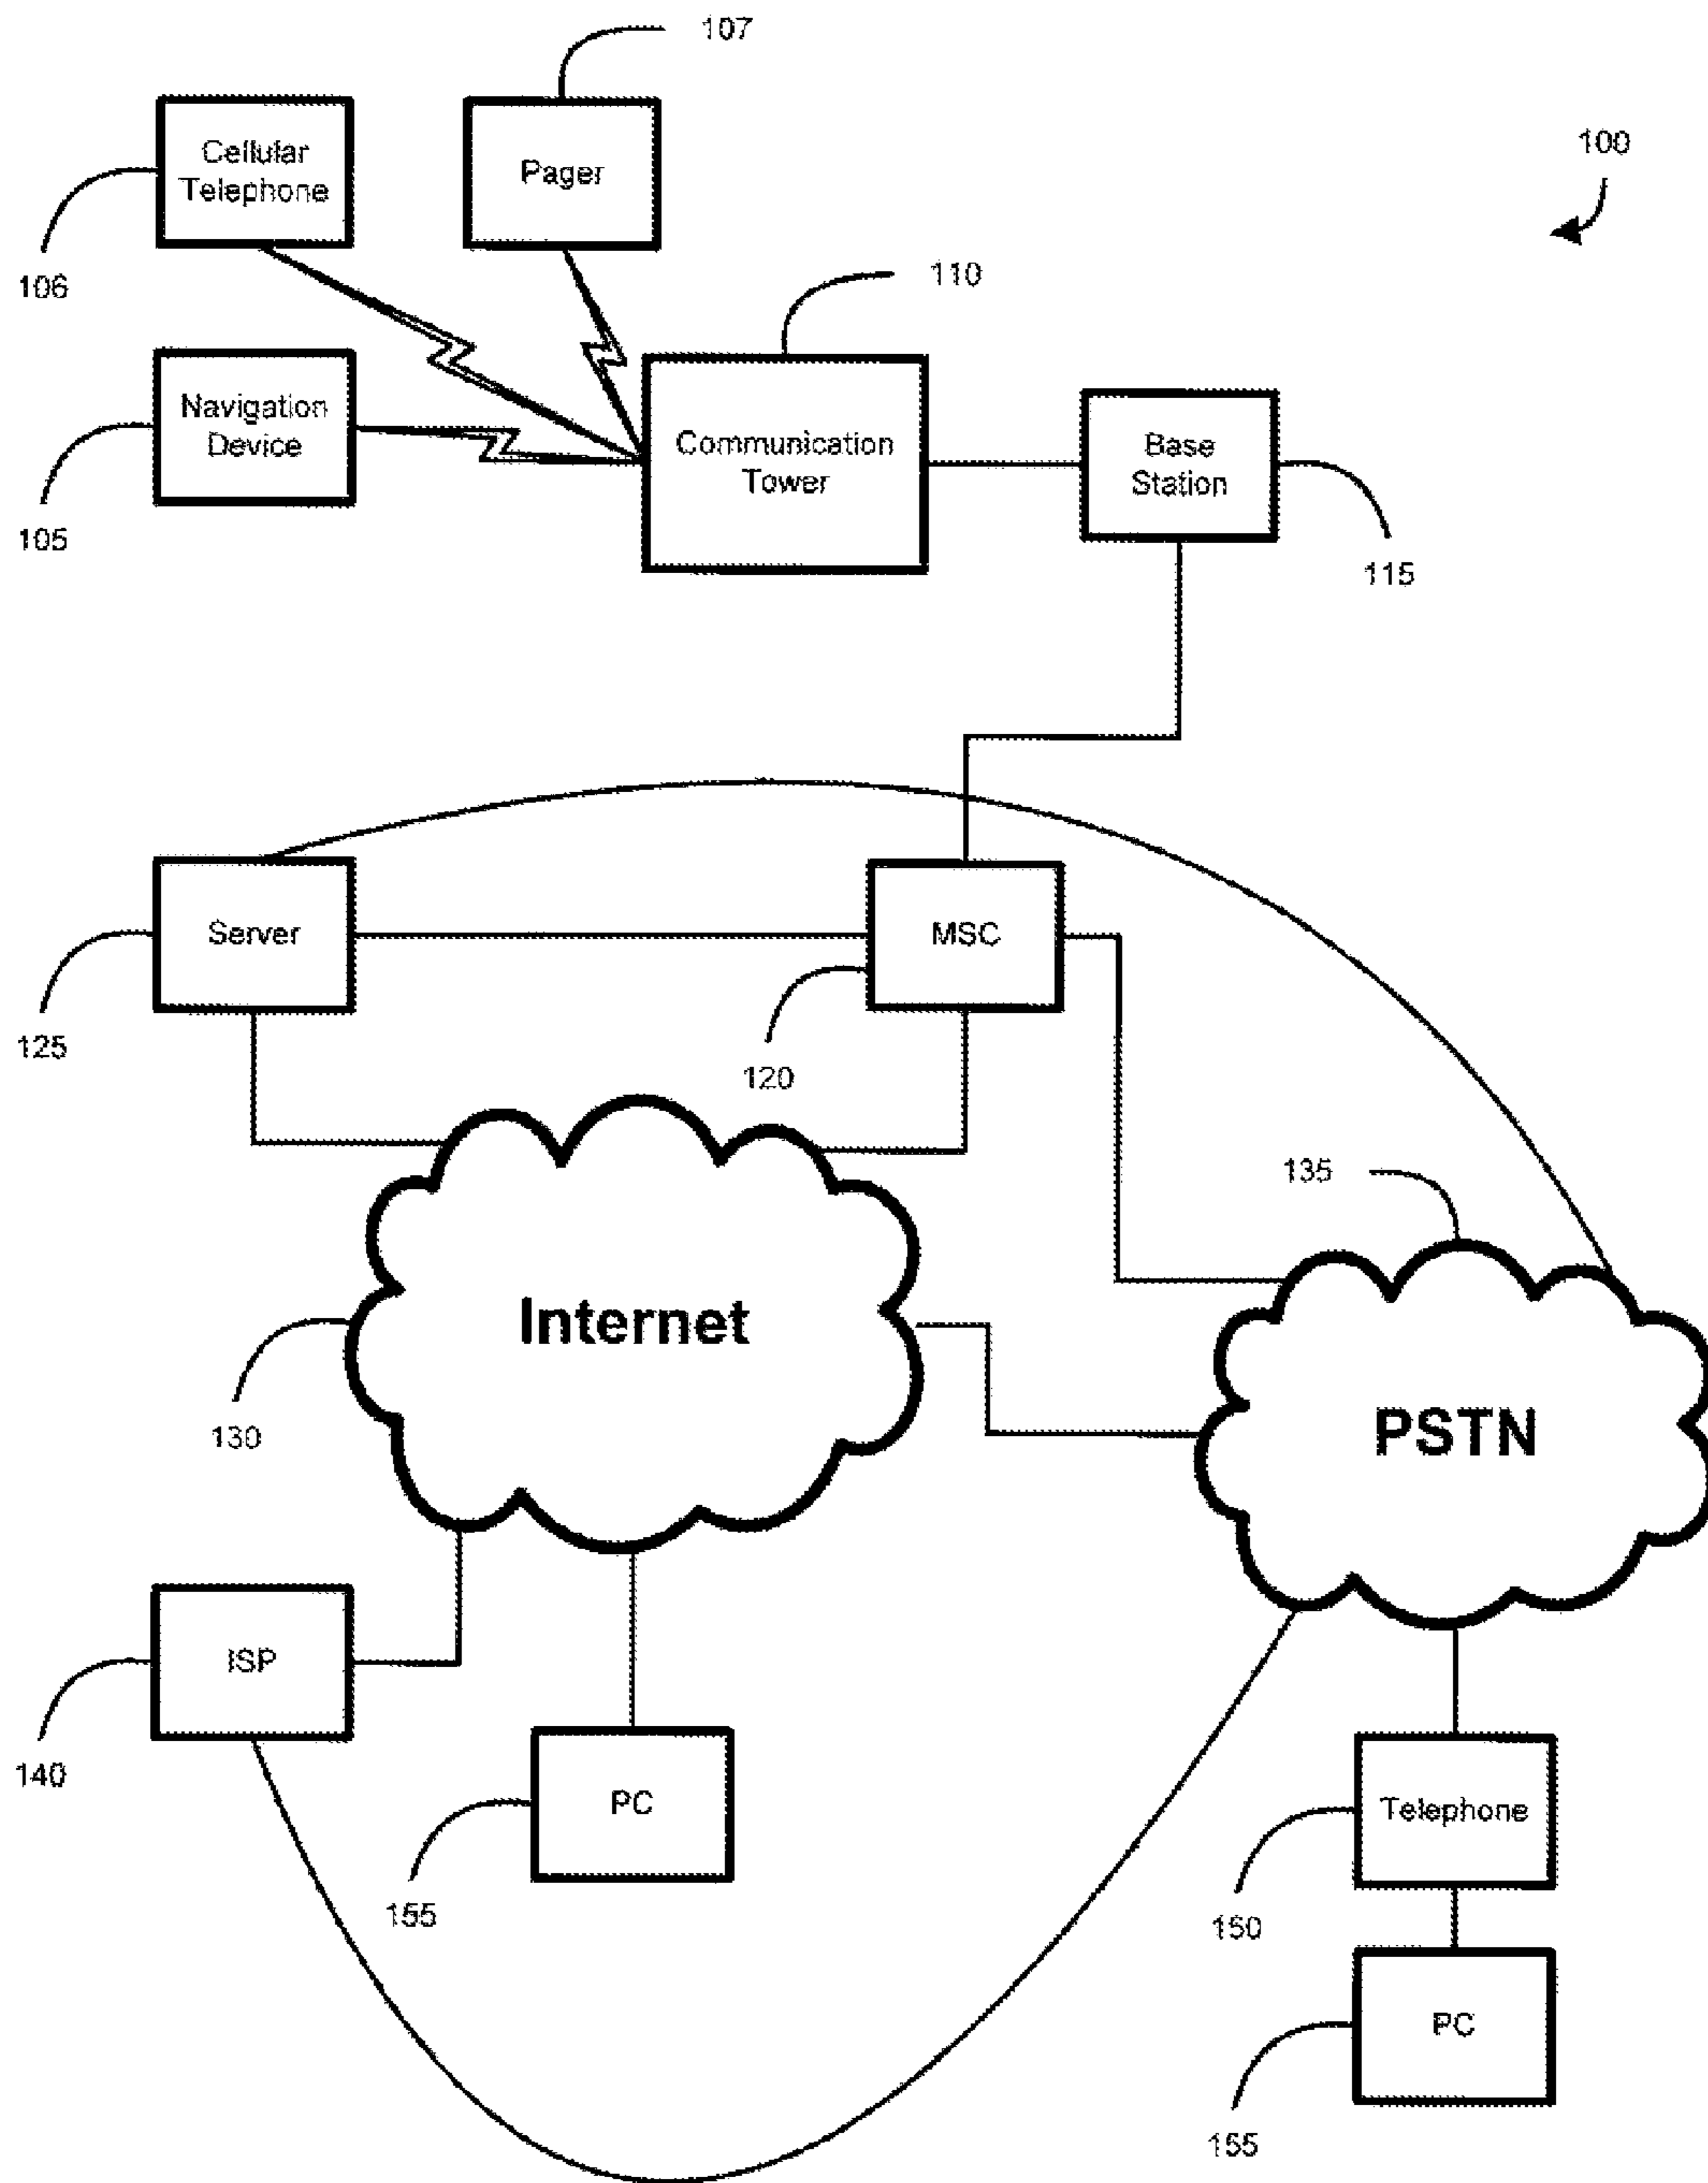 107
Cellular
Telephone
Pager
100
106
110
Navigation
Device
Communication
Tower
Base
Station
105
115
Server
MSC
125
120
135
Internet
130
PSTN
ISP
140
PC
155
Telephone
150
PC
155